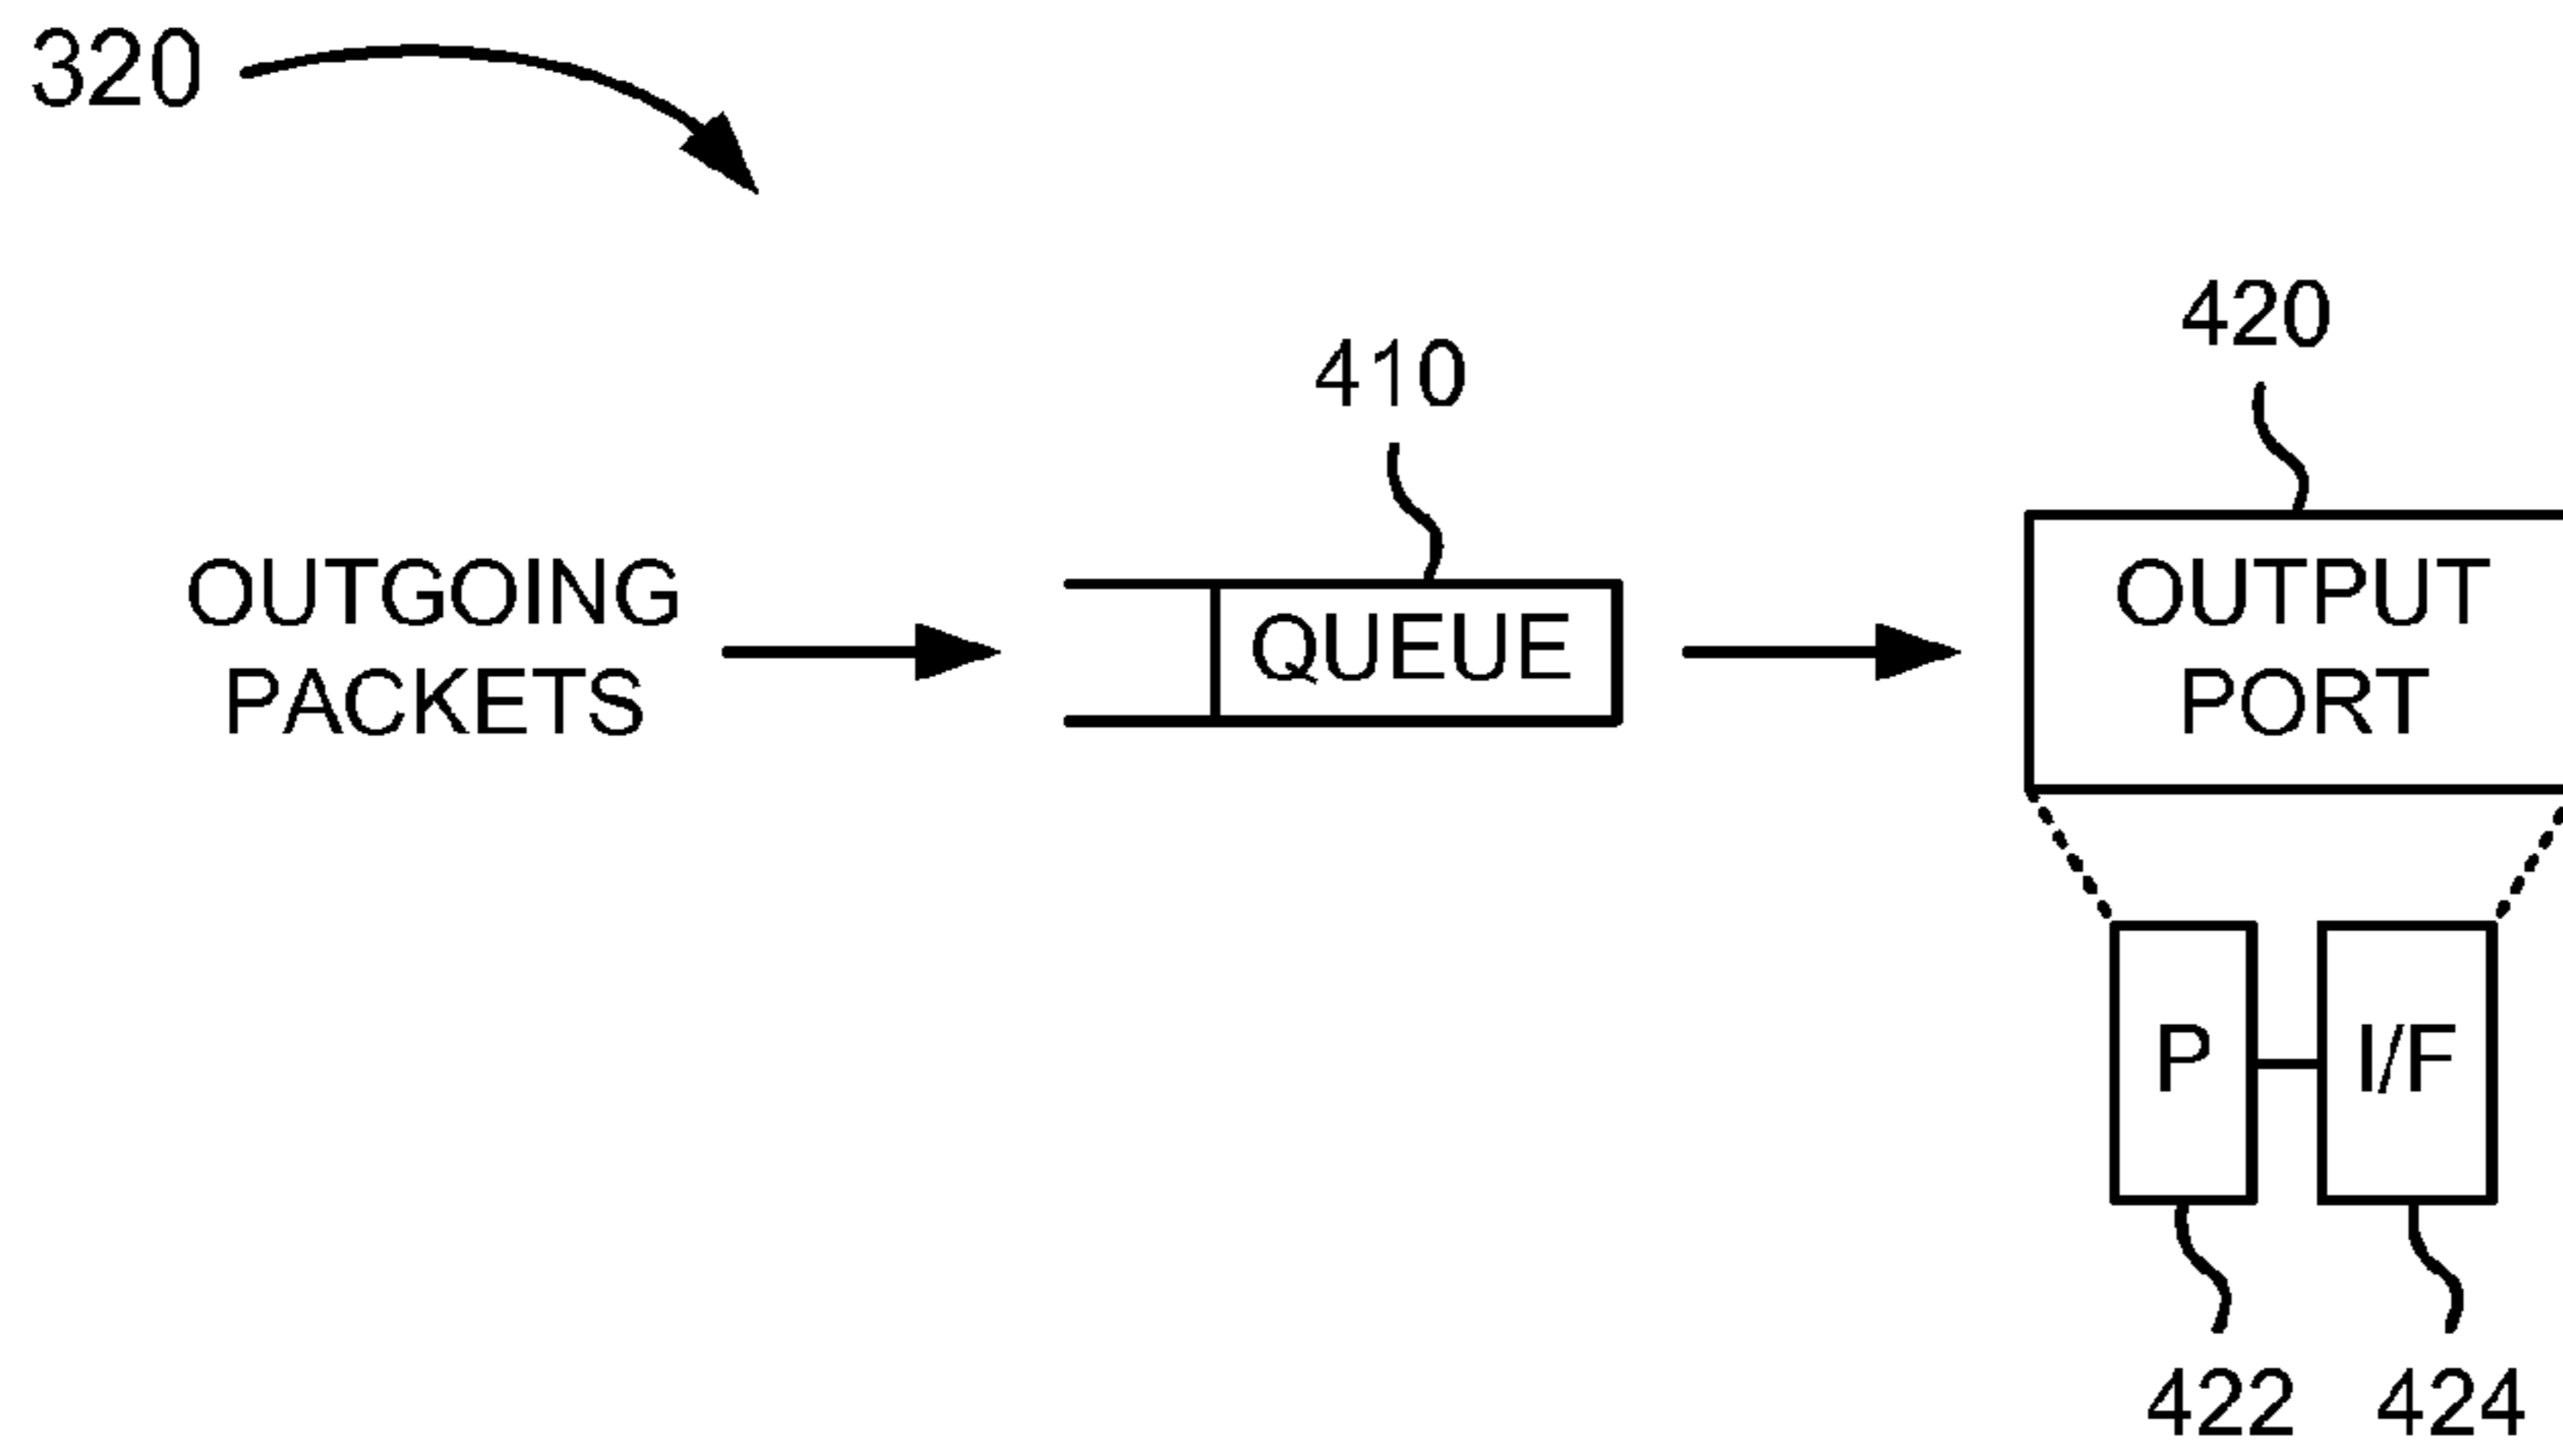 320
420
410
OUTGOING
PACKETS
QUEUE
OUTPUT
PORT
P
I/F
422
424